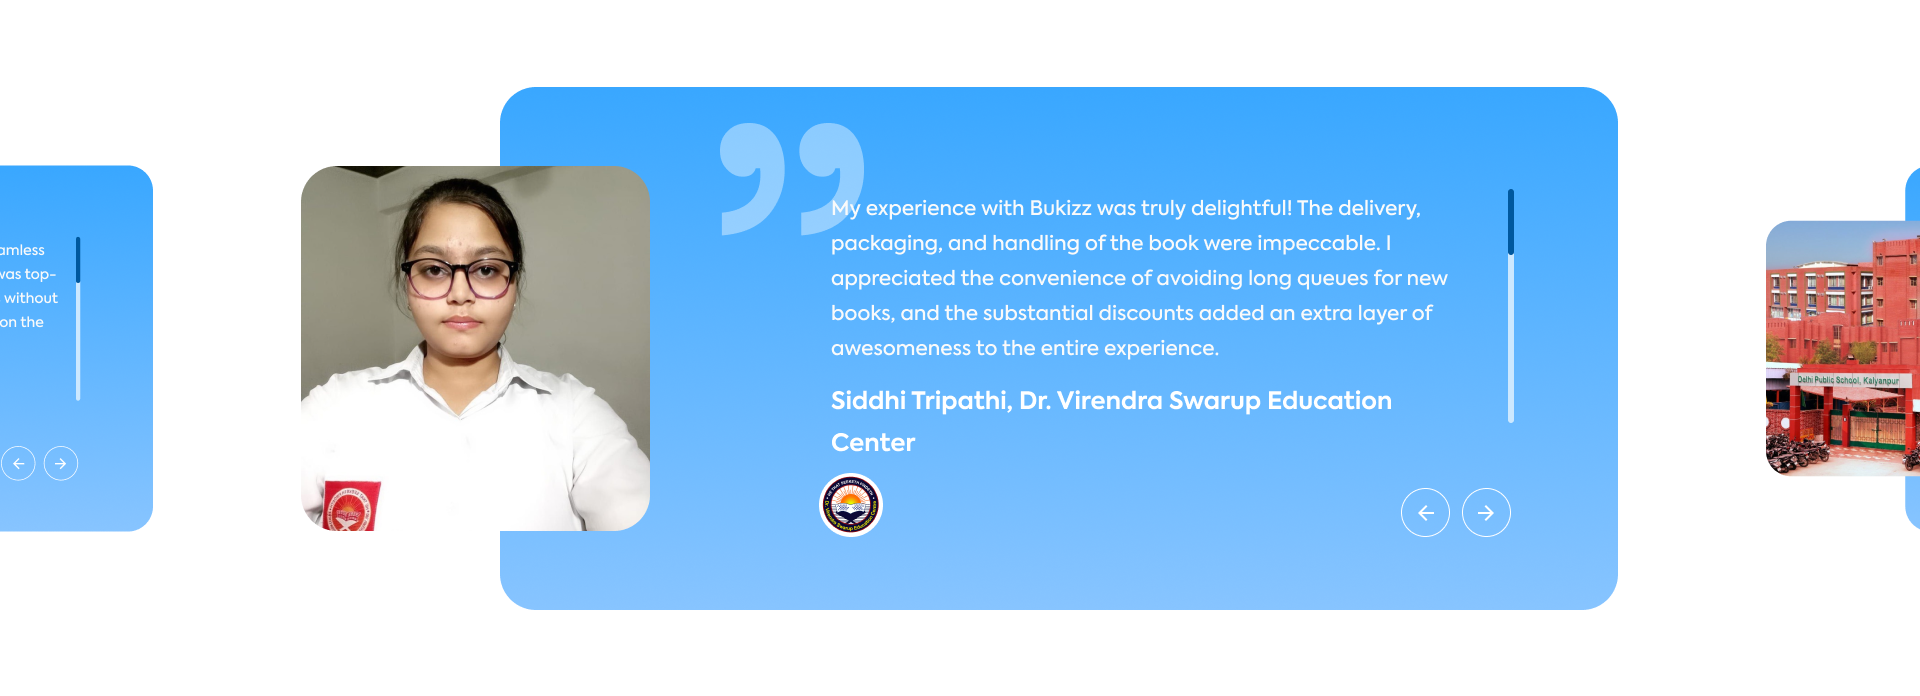 amless
was top-
without
on the
”
My experience with Bukizz was truly delightful! The delivery,
packaging, and handling of the book were impeccable. I
appreciated the convenience of avoiding long queues for new
books, and the substantial discounts added an extra layer of
awesomeness to the entire experience.
Siddhi Tripathi, Dr. Virendra Swarup Education
Center
Delhi Public School, Kalyanpur